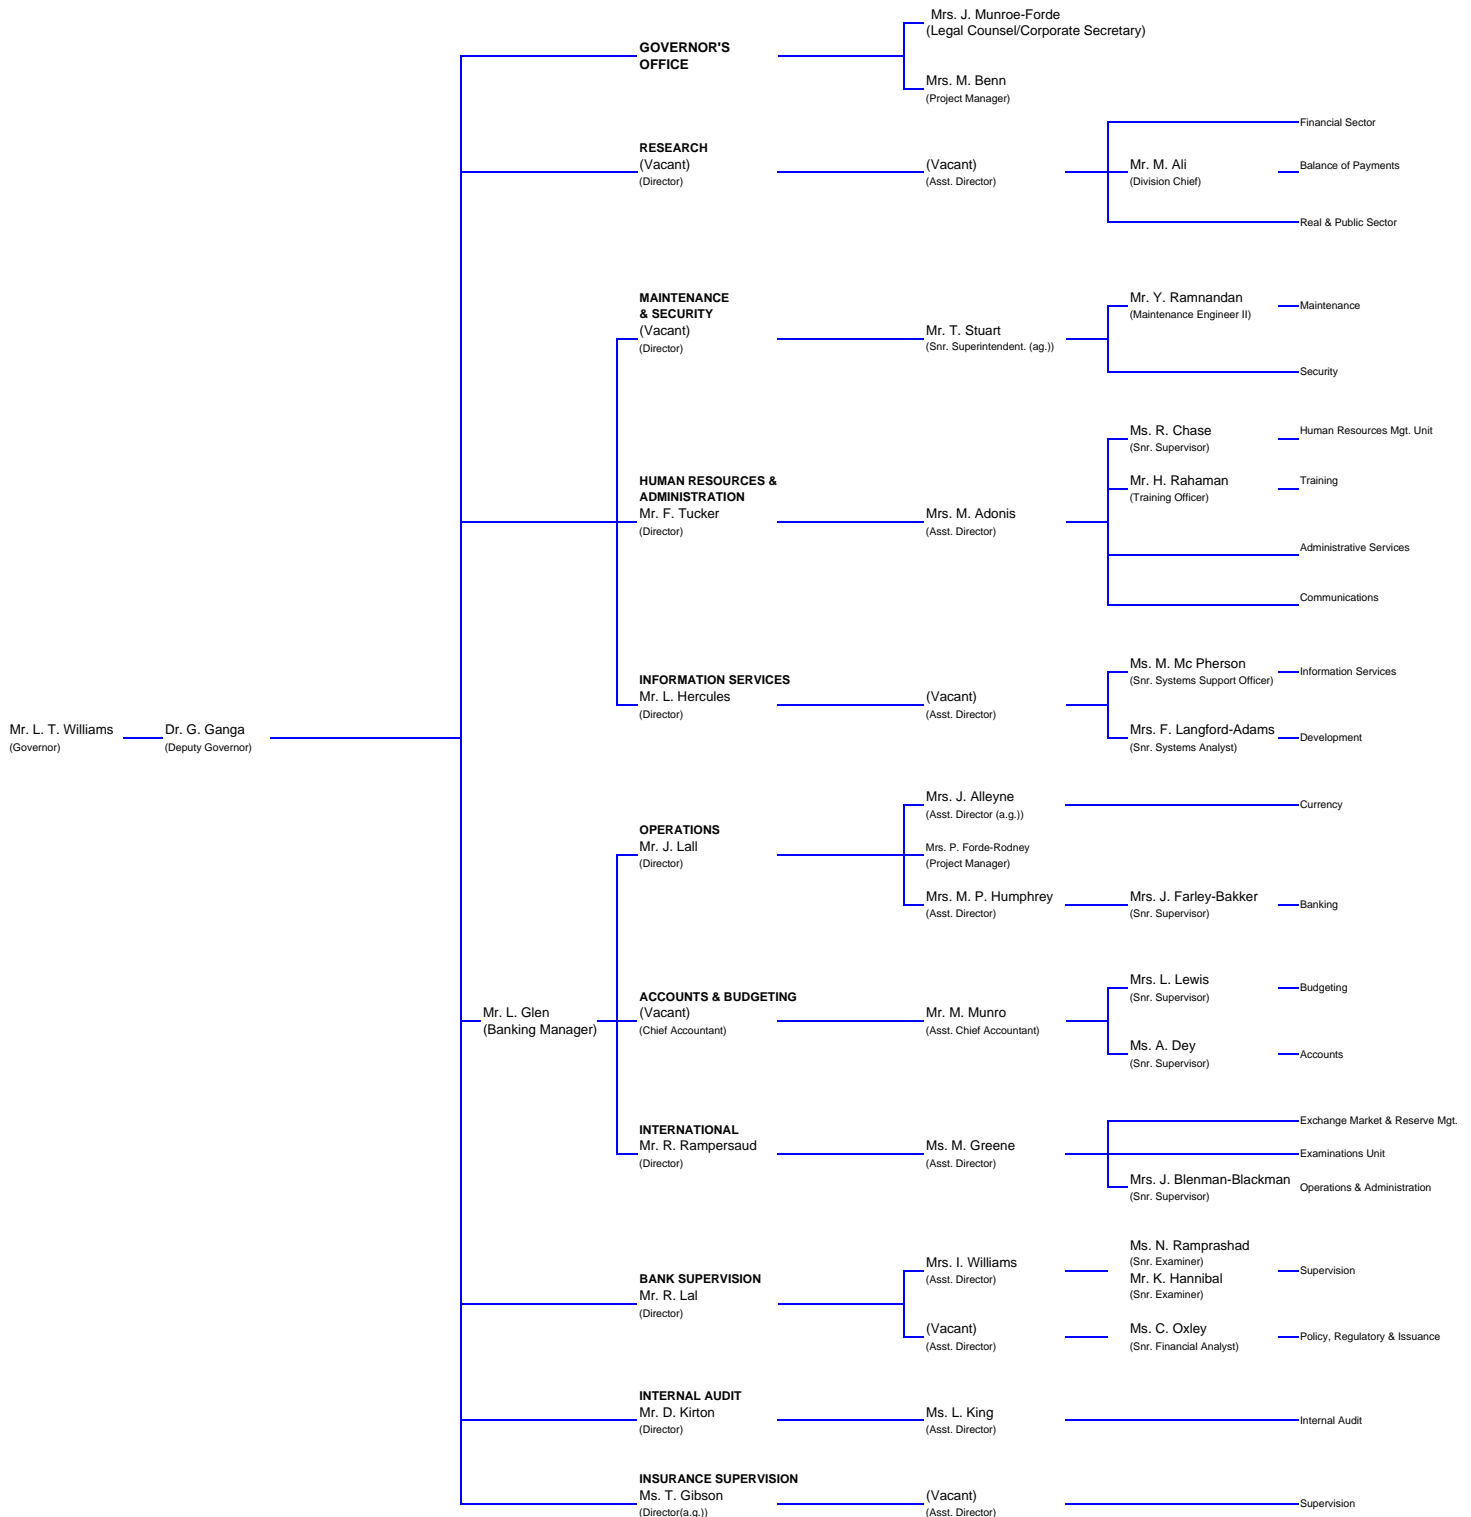 Mrs. J. Munroe-Forde
(Legal Counsel/Corporate Secretary)
GOVERNOR'S
OFFICE
Mrs. M. Benn
(Project Manager)
Financial Sector
RESEARCH
(Vacant)
(Director)
(Vacant)
(Asst. Director)
Mr. M. Ali
(Division Chief)
Balance of Payments
Real & Public Sector
MAINTENANCE
& SECURITY
(Vacant)
(Director)
Mr. T. Stuart
(Snr. Superintendent. (ag.))
Mr. Y. Ramnandan
(Maintenance Engineer II)
Maintenance
Security
HUMAN RESOURCES &
ADMINISTRATION
Mr. F. Tucker
(Director)
Mrs. M. Adonis
(Asst. Director)
Ms. R. Chase
(Snr. Supervisor)
Human Resources Mgt. Unit
Mr. H. Rahaman
(Training Officer)
Training
Administrative Services
Communications
INFORMATION SERVICES
Mr. L. Hercules
(Director)
(Vacant)
(Asst. Director)
Ms. M. Mc Pherson
(Snr. Systems Support Officer)
Information Services
Mrs. F. Langford-Adams
(Snr. Systems Analyst)
Development
Mr. L. T. Williams
(Governor)
Dr. G. Ganga
(Deputy Governor)
OPERATIONS
Mr. J. Lall
(Director)
Mrs. J. Alleyne
(Asst. Director (a.g.))
Currency
Mrs. P. Forde-Rodney
(Project Manager)
Mrs. M. P. Humphrey
(Asst. Director)
Mrs. J. Farley-Bakker
(Snr. Supervisor)
Banking
Mr. L. Glen
(Banking Manager)
ACCOUNTS & BUDGETING
(Vacant)
(Chief Accountant)
Mr. M. Munro
(Asst. Chief Accountant)
Mrs. L. Lewis
(Snr. Supervisor)
Budgeting
Ms. A. Dey
(Snr. Supervisor)
Accounts
INTERNATIONAL
Mr. R. Rampersaud
(Director)
Ms. M. Greene
(Asst. Director)
Exchange Market & Reserve Mgt.
Examinations Unit
Mrs. J. Blenman-Blackman
(Snr. Supervisor)
Operations & Administration
BANK SUPERVISION
Mr. R. Lal
(Director)
Mrs. I. Williams
(Asst. Director)
Ms. N. Ramprashad
(Snr. Examiner)
Mr. K. Hannibal
(Snr. Examiner)
Supervision
(Vacant)
(Asst. Director)
Ms. C. Oxley
(Snr. Financial Analyst)
Policy, Regulatory & Issuance
INTERNAL AUDIT
Mr. D. Kirton
(Director)
Ms. L. King
(Asst. Director)
Internal Audit
INSURANCE SUPERVISION
Ms. T. Gibson
(Director(a.g.))
(Vacant)
(Asst. Director)
Supervision